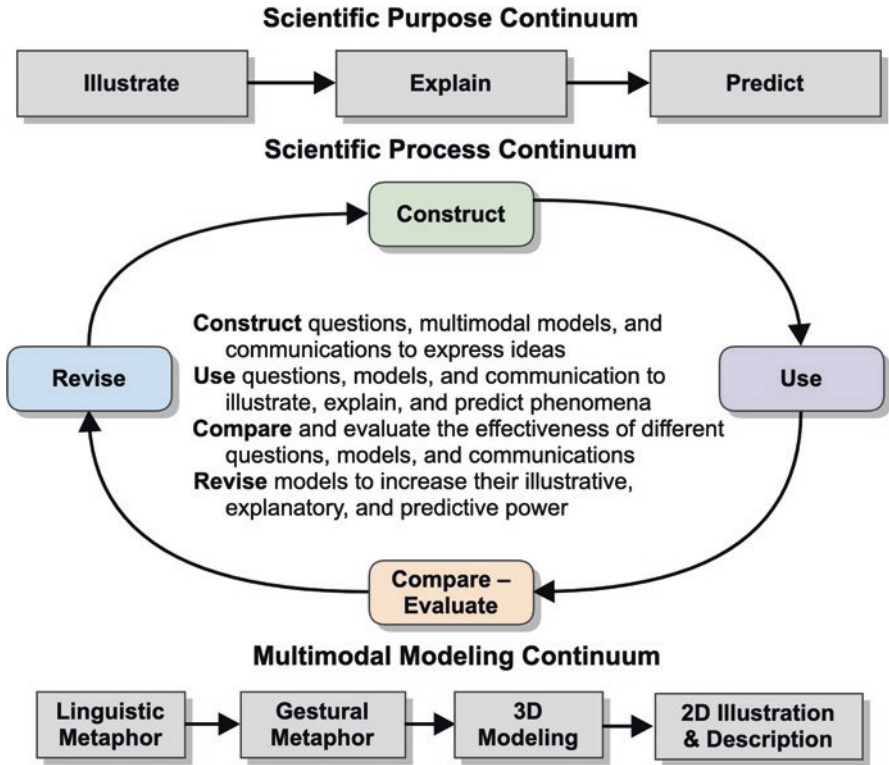 Scientific Purpose Continuum
Illustrate
Explain
Predict
Scientific Process Continuum
Construct
Revise
Use
Construct questions, multimodal models, and
communications to express ideas
Use questions, models, and communication to
illustrate, explain, and predict phenomena
Compare and evaluate the effectiveness of different
questions, models, and communications
Revise models to increase their illustrative,
explanatory, and predictive power
Compare –
Evaluate
Multimodal Modeling Continuum
Linguistic
Metaphor
Gestural
Metaphor
3D
Modeling
2D Illustration
& Description